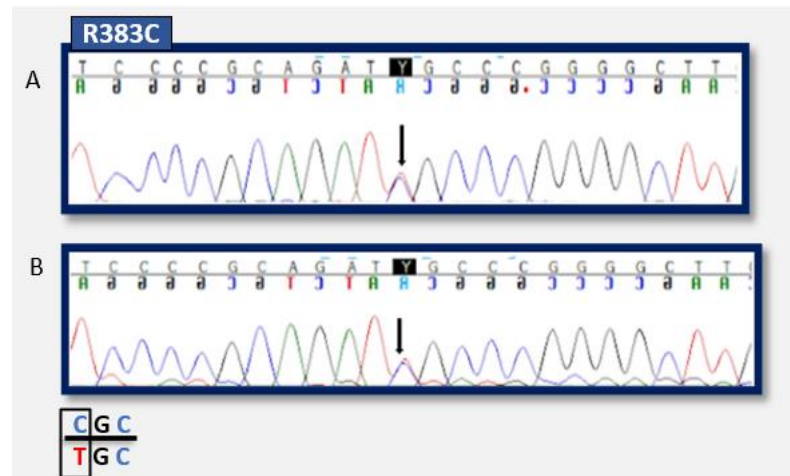 R383C
A
T C C C C G C A G A T Y G C C C G G G G C T T
A G G G G C G T C T A R C G G G C C C C G A A
B
T C C C C G C A G A T Y G C C C G G G G C T T
A G G G G C G T C T A R C G G G C C C C G A A
C G C
T G C